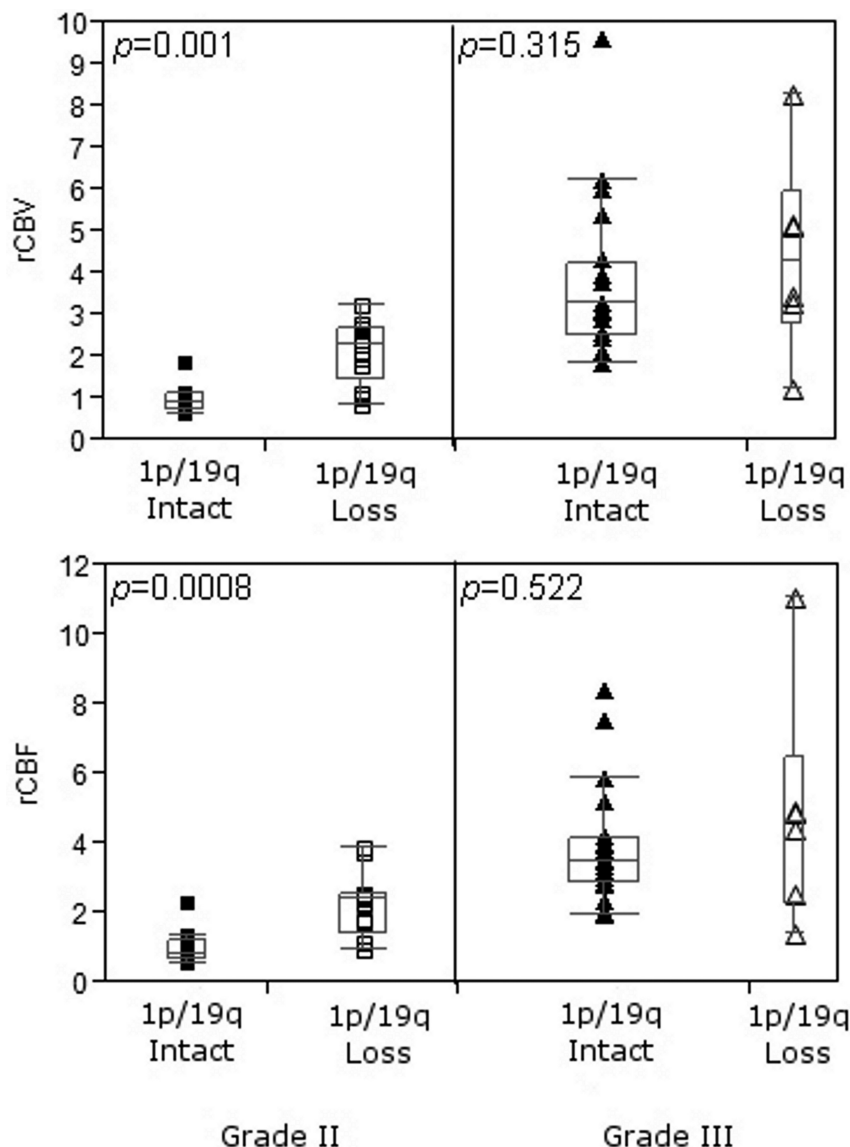 10
p=0.001
p=0.315
9
8
7
6
5
4
3
2
1
0
rCBV
1p/19q
Intact
1p/19q
Loss
1p/19q
Intact
1p/19q
Loss
12
p=0.0008
p=0.522
10
8
6
4
2
0
rCBF
1p/19q
Intact
1p/19q
Loss
1p/19q
Intact
1p/19q
Loss
Grade II
Grade III